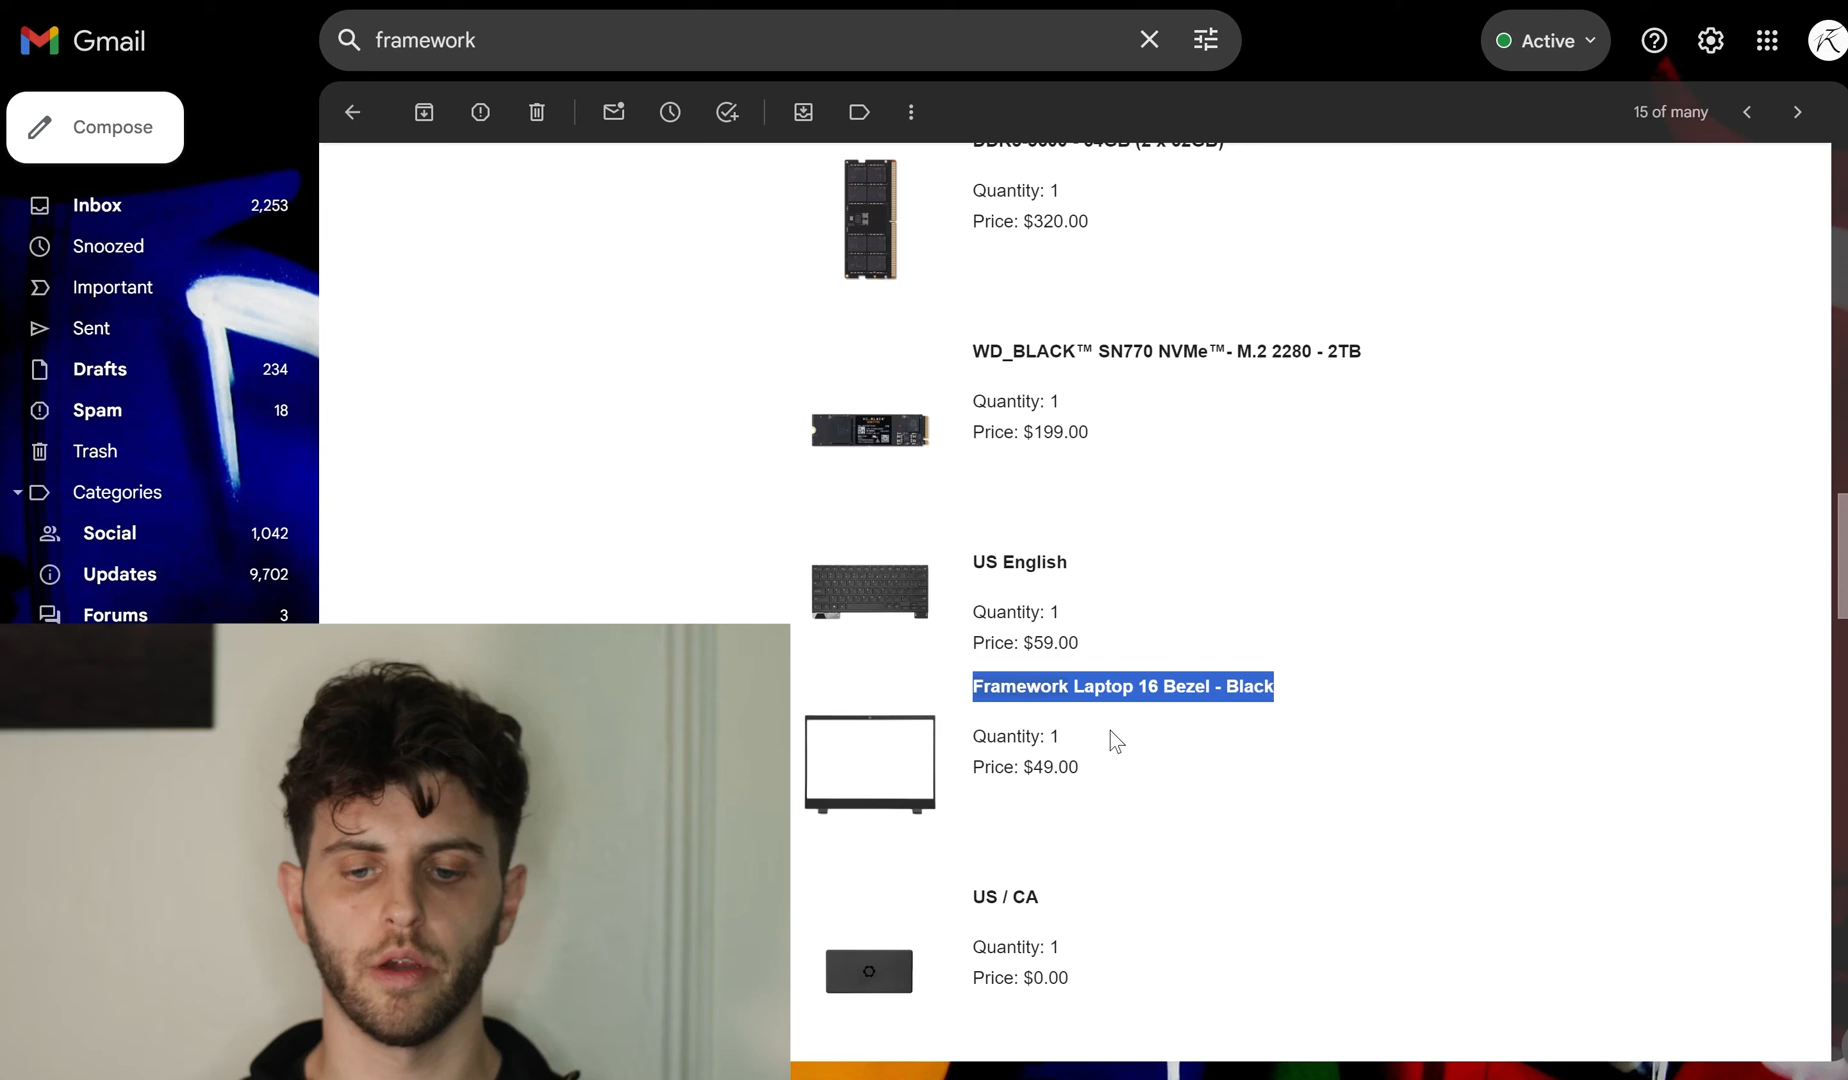 Gmail
framework
Active
Compose
15 of many
Inbox 2,253
Snoozed
Important
Sent
Drafts 234
Spam 18
Trash
Categories
Social 1,042
Updates 9,702
Forums 3
Quantity: 1
Price: $320.00
WD_BLACK™ SN770 NVMe™- M.2 2280 - 2TB
Quantity: 1
Price: $199.00
US English
Quantity: 1
Price: $59.00
Framework Laptop 16 Bezel - Black
Quantity: 1
Price: $49.00
US / CA
Quantity: 1
Price: $0.00